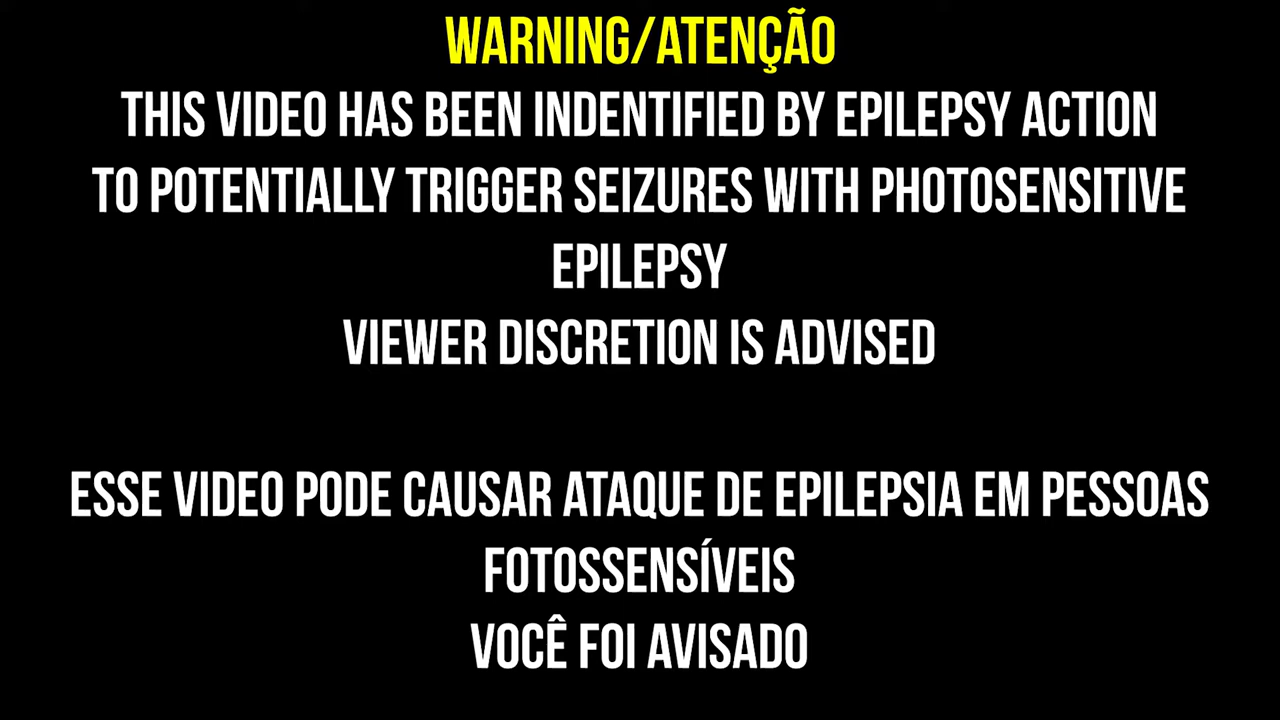 WARNING/ATENÇÃO
THIS VIDEO HAS BEEN INDENTIFIED BY EPILEPSY ACTION
TO POTENTIALLY TRIGGER SEIZURES WITH PHOTOSENSITIVE
EPILEPSY
VIEWER DISCRETION IS ADVISED
ESSE VIDEO PODE CAUSAR ATAQUE DE EPILEPSIA EM PESSOAS
FOTOSSENSÍVEIS
VOCÊ FOI AVISADO